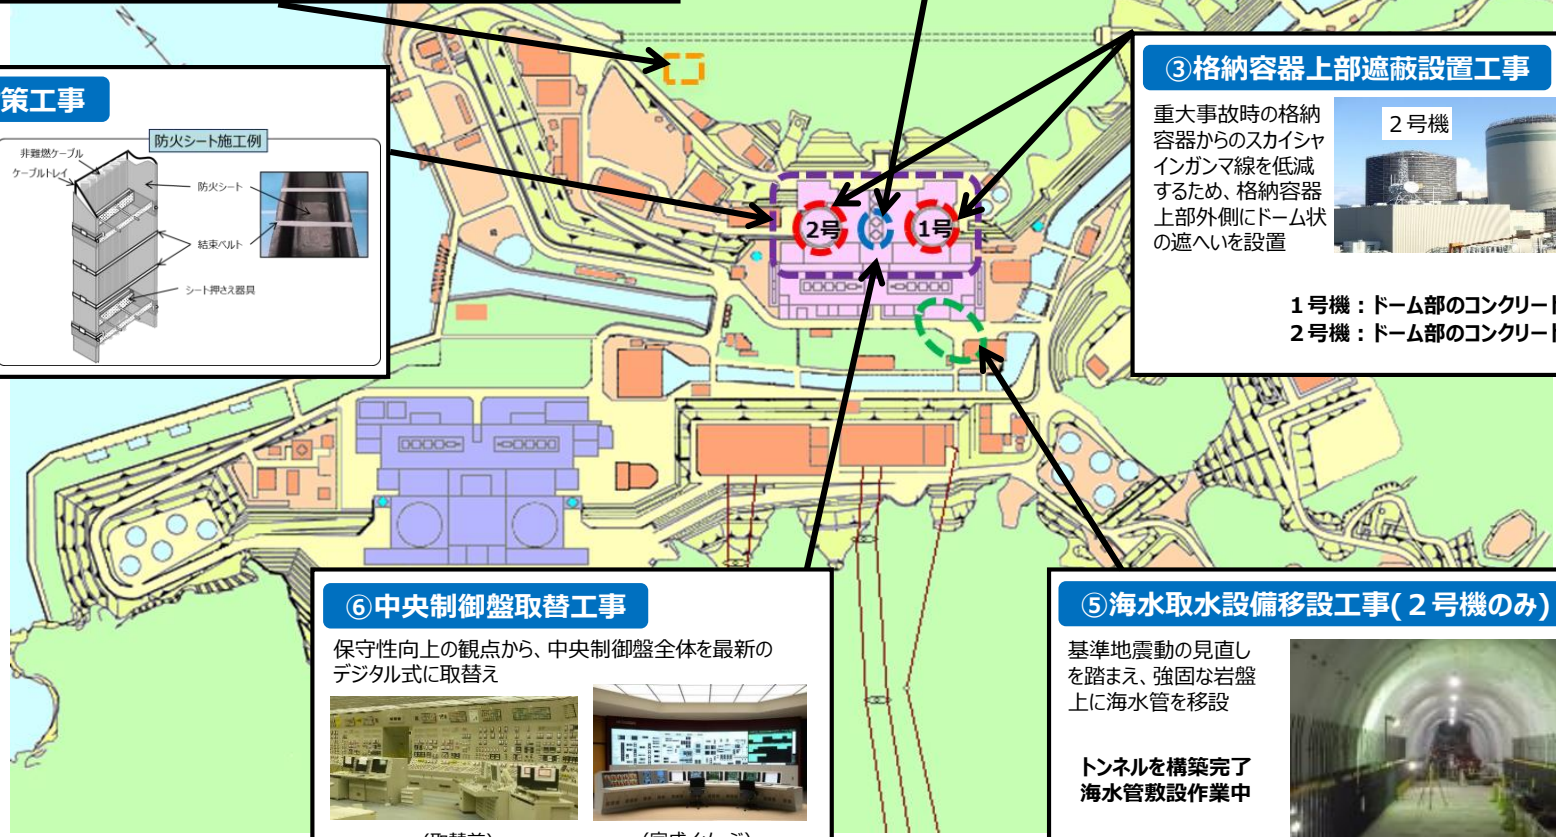 策工事
防火シート施工例
非難燃ケーブル
ケーブルトレイ
防火シート
結束ベルト
シート押さえ器具
2号
1号
③格納容器上部遮蔽設置工事
重大事故時の格納
容器からのスカイシャ
インガンマ線を低減
するため、格納容器
上部外側にドーム状
の遮へいを設置
２号機
１号機：ドーム部のコンクリート
２号機：ドーム部のコンクリート
⑥中央制御盤取替工事
保守性向上の観点から、中央制御盤全体を最新の
デジタル式に取替え
(取替前)
(完成イメージ)
⑤海水取水設備移設工事(２号機のみ)
基準地震動の見直し
を踏まえ、強固な岩盤
上に海水管を移設
トンネルを構築完了
海水管敷設作業中